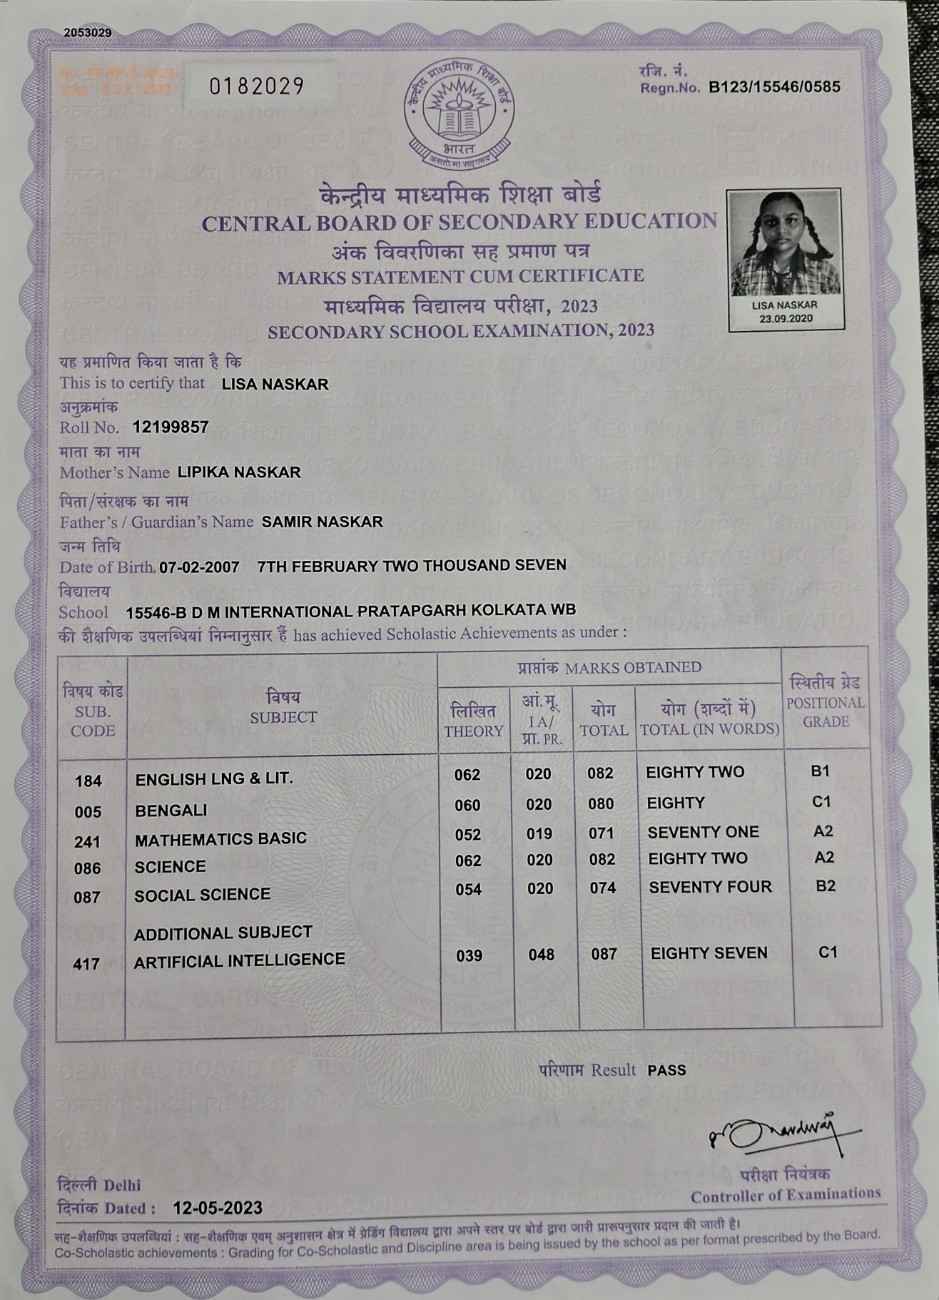 2053029
0182029
रजि. नं.
Regn.No. B123/15546/0585
केन्द्रीय माध्यमिक शिक्षा बोर्ड
भारत
असतो मा सद्गमय
केन्द्रीय माध्यमिक शिक्षा बोर्ड
CENTRAL BOARD OF SECONDARY EDUCATION
अंक विवरणिका सह प्रमाण पत्र
MARKS STATEMENT CUM CERTIFICATE
माध्यमिक विद्यालय परीक्षा, 2023
SECONDARY SCHOOL EXAMINATION, 2023
LISA NASKAR
23.09.2020
यह प्रमाणित किया जाता है कि
This is to certify that LISA NASKAR
अनुक्रमांक
Roll No. 12199857
माता का नाम
Mother's Name LIPIKA NASKAR
पिता/संरक्षक का नाम
Father's / Guardian's Name SAMIR NASKAR
जन्म तिथि
Date of Birth 07-02-2007 7TH FEBRUARY TWO THOUSAND SEVEN
विद्यालय
School 15546-B D M INTERNATIONAL PRATAPGARH KOLKATA WB
की शैक्षणिक उपलब्धियां निम्नानुसार हैं has achieved Scholastic Achievements as under :
विषय कोड SUB. CODE विषय SUBJECT प्राप्तांक MARKS OBTAINED स्थितीय ग्रेड POSITIONAL GRADE
लिखित THEORY आं.मू. I A/ प्रा. PR. योग TOTAL योग (शब्दों में) TOTAL (IN WORDS)
184 ENGLISH LNG & LIT. 062 020 082 EIGHTY TWO B1
005 BENGALI 060 020 080 EIGHTY C1
241 MATHEMATICS BASIC 052 019 071 SEVENTY ONE A2
086 SCIENCE 062 020 082 EIGHTY TWO A2
087 SOCIAL SCIENCE 054 020 074 SEVENTY FOUR B2
ADDITIONAL SUBJECT
417 ARTIFICIAL INTELLIGENCE 039 048 087 EIGHTY SEVEN C1
परिणाम Result PASS
दिल्ली Delhi
दिनांक Dated : 12-05-2023
परीक्षा नियंत्रक
Controller of Examinations
सह-शैक्षणिक उपलब्धियां : सह-शैक्षणिक एवम् अनुशासन क्षेत्र में ग्रेडिंग विद्यालय द्वारा अपने स्तर पर बोर्ड द्वारा जारी प्रारूपनुसार प्रदान की जाती है।
Co-Scholastic achievements : Grading for Co-Scholastic and Discipline area is being issued by the school as per format prescribed by the Board.